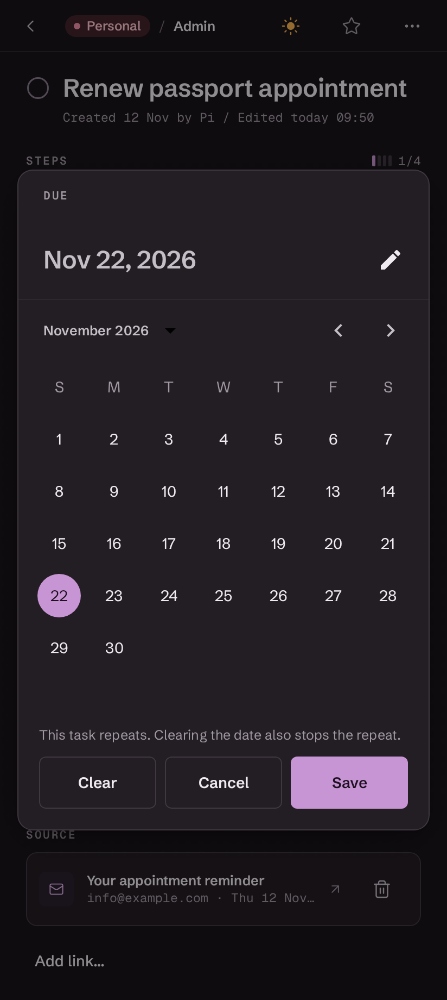 Personal / Admin
Renew passport appointment
Created 12 Nov by Pi / Edited today 09:50
STEPS 1/4
DUE
Nov 22, 2026
November 2026
S M T W T F S
1 2 3 4 5 6 7
8 9 10 11 12 13 14
15 16 17 18 19 20 21
22 23 24 25 26 27 28
29 30
This task repeats. Clearing the date also stops the repeat.
Clear Cancel Save
SOURCE
Your appointment reminder
info@example.com · Thu 12 Nov…
Add link…